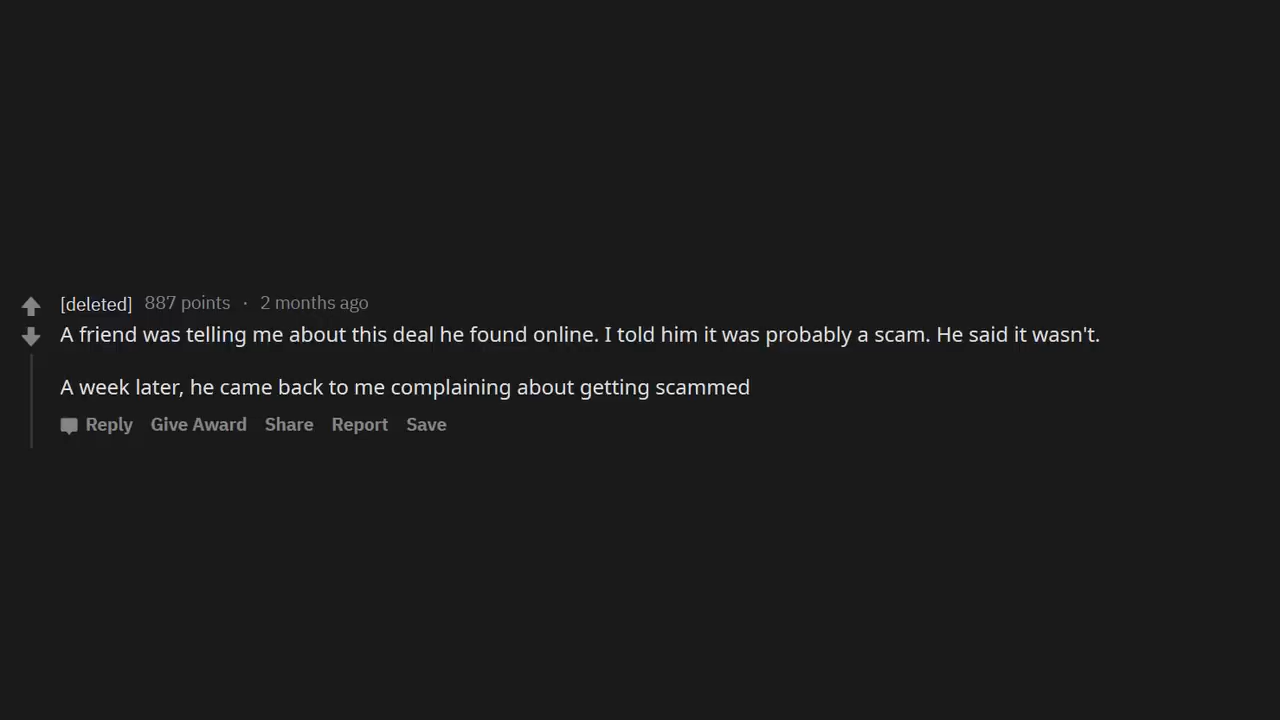 [deleted] 887 points · 2 months ago
A friend was telling me about this deal he found online. I told him it was probably a scam. He said it wasn't.
A week later, he came back to me complaining about getting scammed
Reply Give Award Share Report Save